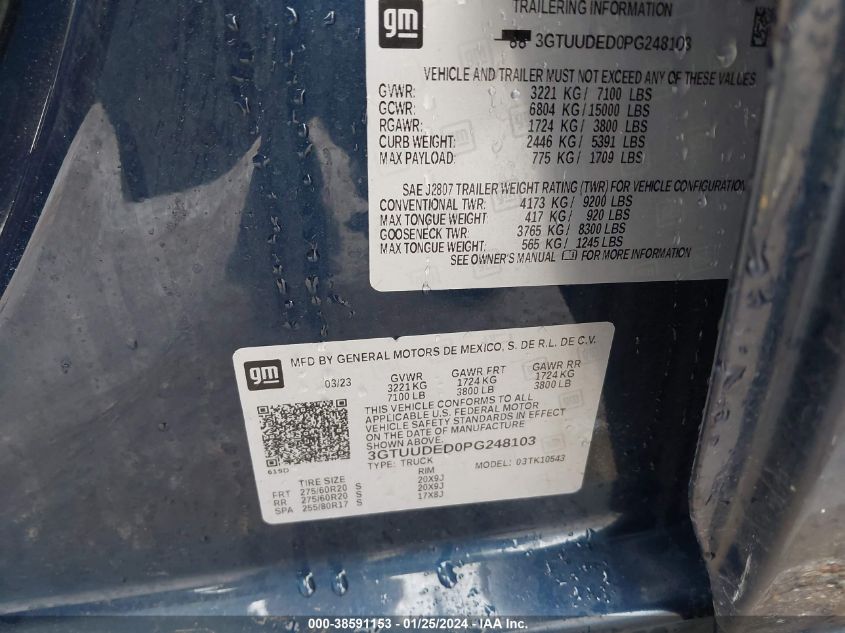 gm
TRAILERING INFORMATION
3GTUUDED0PG248103
VEHICLE AND TRAILER MUST NOT EXCEED ANY OF THESE VALUES
GVWR: 3221 KG/ 7100 LBS
GCWR: 6804 KG/15000 LBS
RGAWR: 1724 KG/ 3800 LBS
CURB WEIGHT: 2446 KG/ 5391 LBS
MAX PAYLOAD: 775 KG/ 1709 LBS
SAE J2807 TRAILER WEIGHT RATING (TWR) FOR VEHICLE CONFIGURATION
CONVENTIONAL TWR: 4173 KG/ 9200 LBS
MAX TONGUE WEIGHT 417 KG/ 920 LBS
GOOSENECK TWR: 3765 KG/ 8300 LBS
MAX TONGUE WEIGHT: 565 KG/ 1245 LBS
SEE OWNER'S MANUAL FOR MORE INFORMATION
gm
MFD BY GENERAL MOTORS DE MEXICO, S. DE R.L. DE C.V.
03/23 GVWR GAWR FRT GAWR RR
3221 KG 1724 KG 1724 KG
7100 LB 3800 LB 3800 LB
THIS VEHICLE CONFORMS TO ALL
APPLICABLE U.S. FEDERAL MOTOR
VEHICLE SAFETY STANDARDS IN EFFECT
ON THE DATE OF MANUFACTURE
SHOWN ABOVE.
3GTUUDED0PG248103
TYPE: TRUCK MODEL: 03TK10543
619D
TIRE SIZE RIM
FRT 275/60R20 S 20X9J
RR 275/60R20 S 20X9J
SPA 255/80R17 S 17X8J
000-38591153 - 01/25/2024 - IAA Inc.